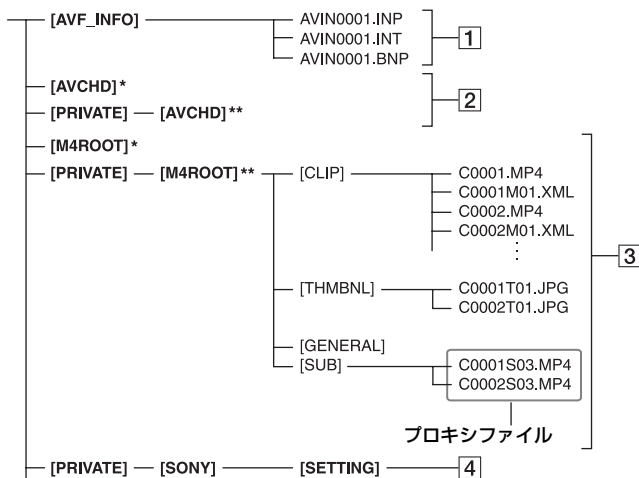 [AVF_INFO] AVIN0001.INP
AVIN0001.INT 1
AVIN0001.BNP
[AVCHD]* 2
[PRIVATE] [AVCHD]**
[M4ROOT]*
[PRIVATE] [M4ROOT]** [CLIP] C0001.MP4
C0001M01.XML
C0002.MP4
C0002M01.XML
⋮
3
[THMBNL] C0001T01.JPG
C0002T01.JPG
[GENERAL]
[SUB] C0001S03.MP4
C0002S03.MP4
プロキシファイル
[PRIVATE] [SONY] [SETTING] 4